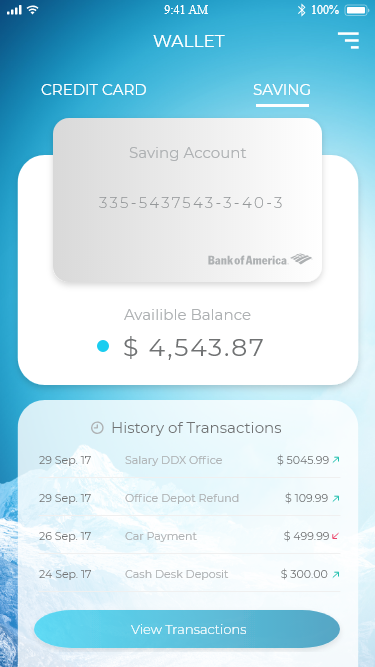 9:41 AM 100%
WALLET
CREDIT CARD SAVING
Saving Account
335-5437543-3-40-3
Bank of America
Availible Balance
$ 4,543.87
History of Transactions
29 Sep. 17 Salary DDX Office $ 5045.99
29 Sep. 17 Office Depot Refund $ 109.99
26 Sep. 17 Car Payment $ 499.99
24 Sep. 17 Cash Desk Deposit $ 300.00
View Transactions